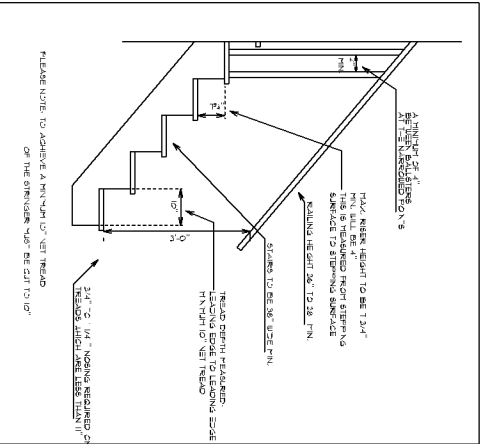 A MINIMUM OF 4"
BETWEEN BALLISTERS
AT THE NARROWED POINTS
MAX. RISER HEIGHT TO BE 7 3/4"
MIN. WILL BE 4"
THIS IS MEASURED FROM STEPPING
SURFACE TO STEPPING SURFACE
RAILING HEIGHT 36" TO 38" MIN.
STAIRS TO BE 36" WIDE MIN.
TREAD DEPTH MEASURED:
LEADING EDGE TO LEADING EDGE
MINIMUM 10" NET TREAD
3/4" TO 1 1/4" NOSING REQUIRED ON
TREADS WHICH ARE LESS THAN 11"
MIN.
10"
3'-0"
PLEASE NOTE: TO ACHIEVE A MINIMUM 10" NET TREAD
OF THE STRINGER MUST BE CUT TO 10"